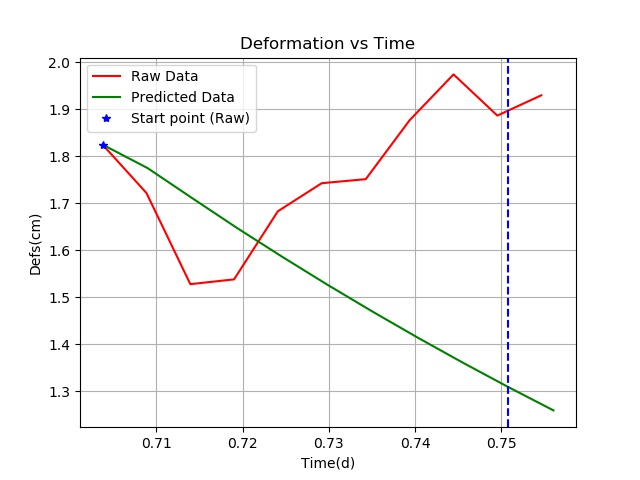 Deformation vs Time
Raw Data
Predicted Data
Start point (Raw)
Defs(cm)
2.0
1.9
1.8
1.7
1.6
1.5
1.4
1.3
0.71 0.72 0.73 0.74 0.75
Time(d)